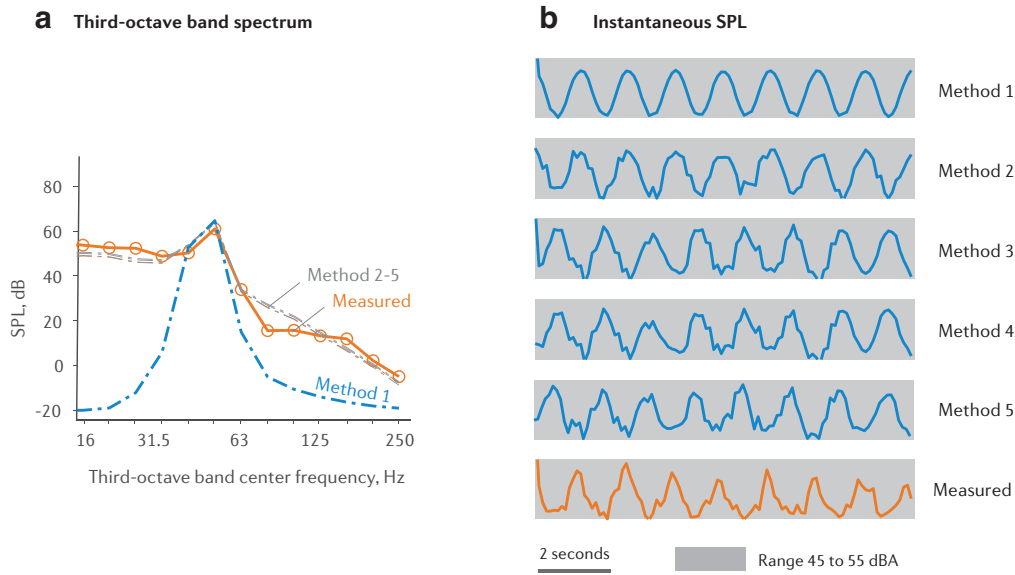 a Third-octave band spectrum
80
60
40
20
0
-20
SPL, dB
Method 2-5
Measured
Method 1
16 31.5 63 125 250
Third-octave band center frequency, Hz
b Instantaneous SPL
Method 1
Method 2
Method 3
Method 4
Method 5
Measured
2 seconds
Range 45 to 55 dBA